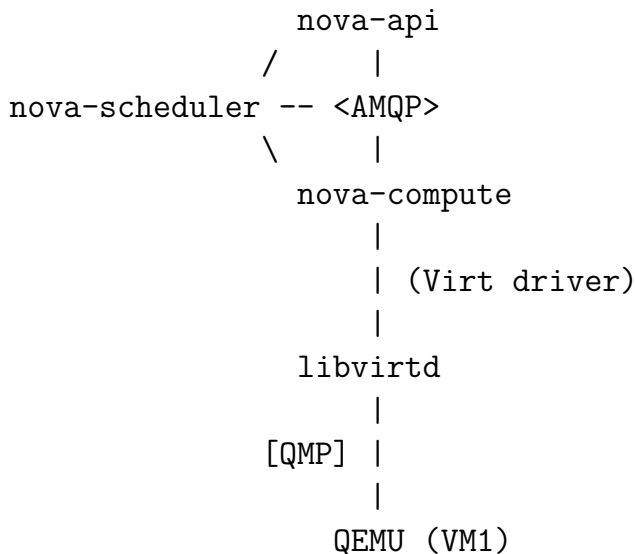 nova-api
/ |
nova-scheduler -- <AMQP>
\ |
nova-compute
|
| (Virt driver)
|
libvirtd
|
[QMP] |
|
QEMU (VM1)